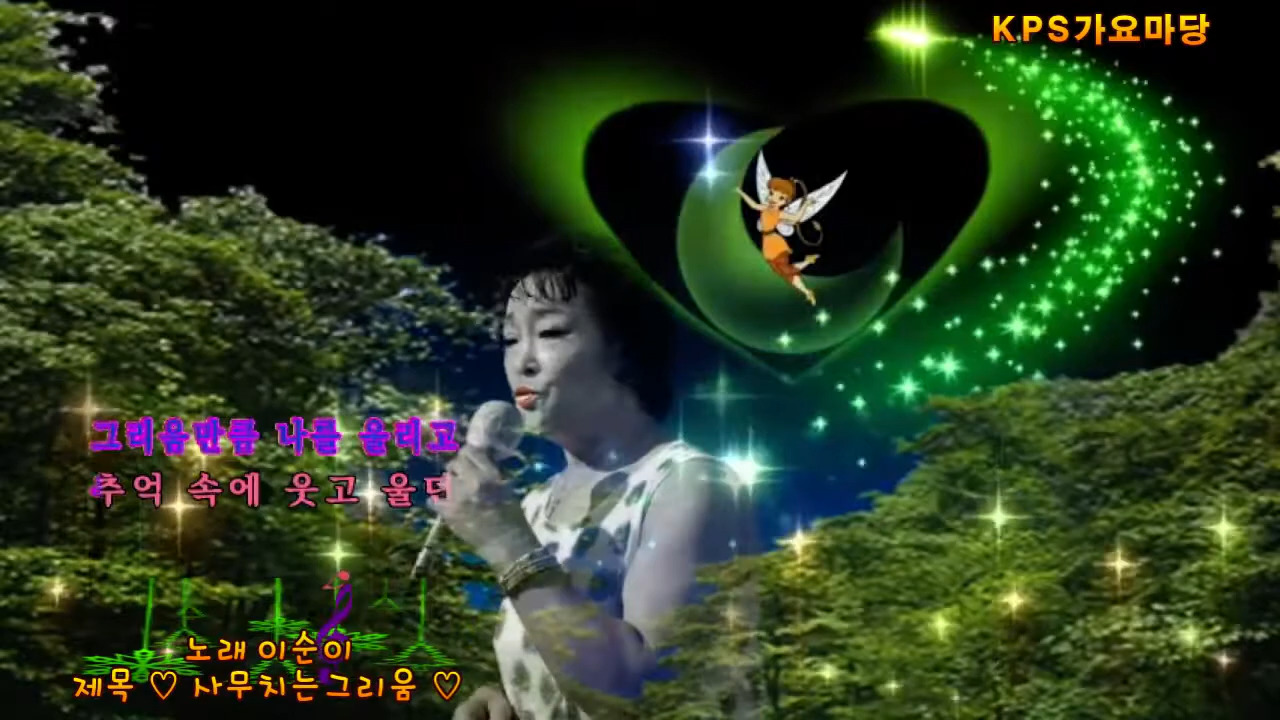 KPS가요마당
그리움만큼 나를 울리고
추억 속에 웃고 울던
노래 이순이
제목 ♡ 사무치는그리움 ♡